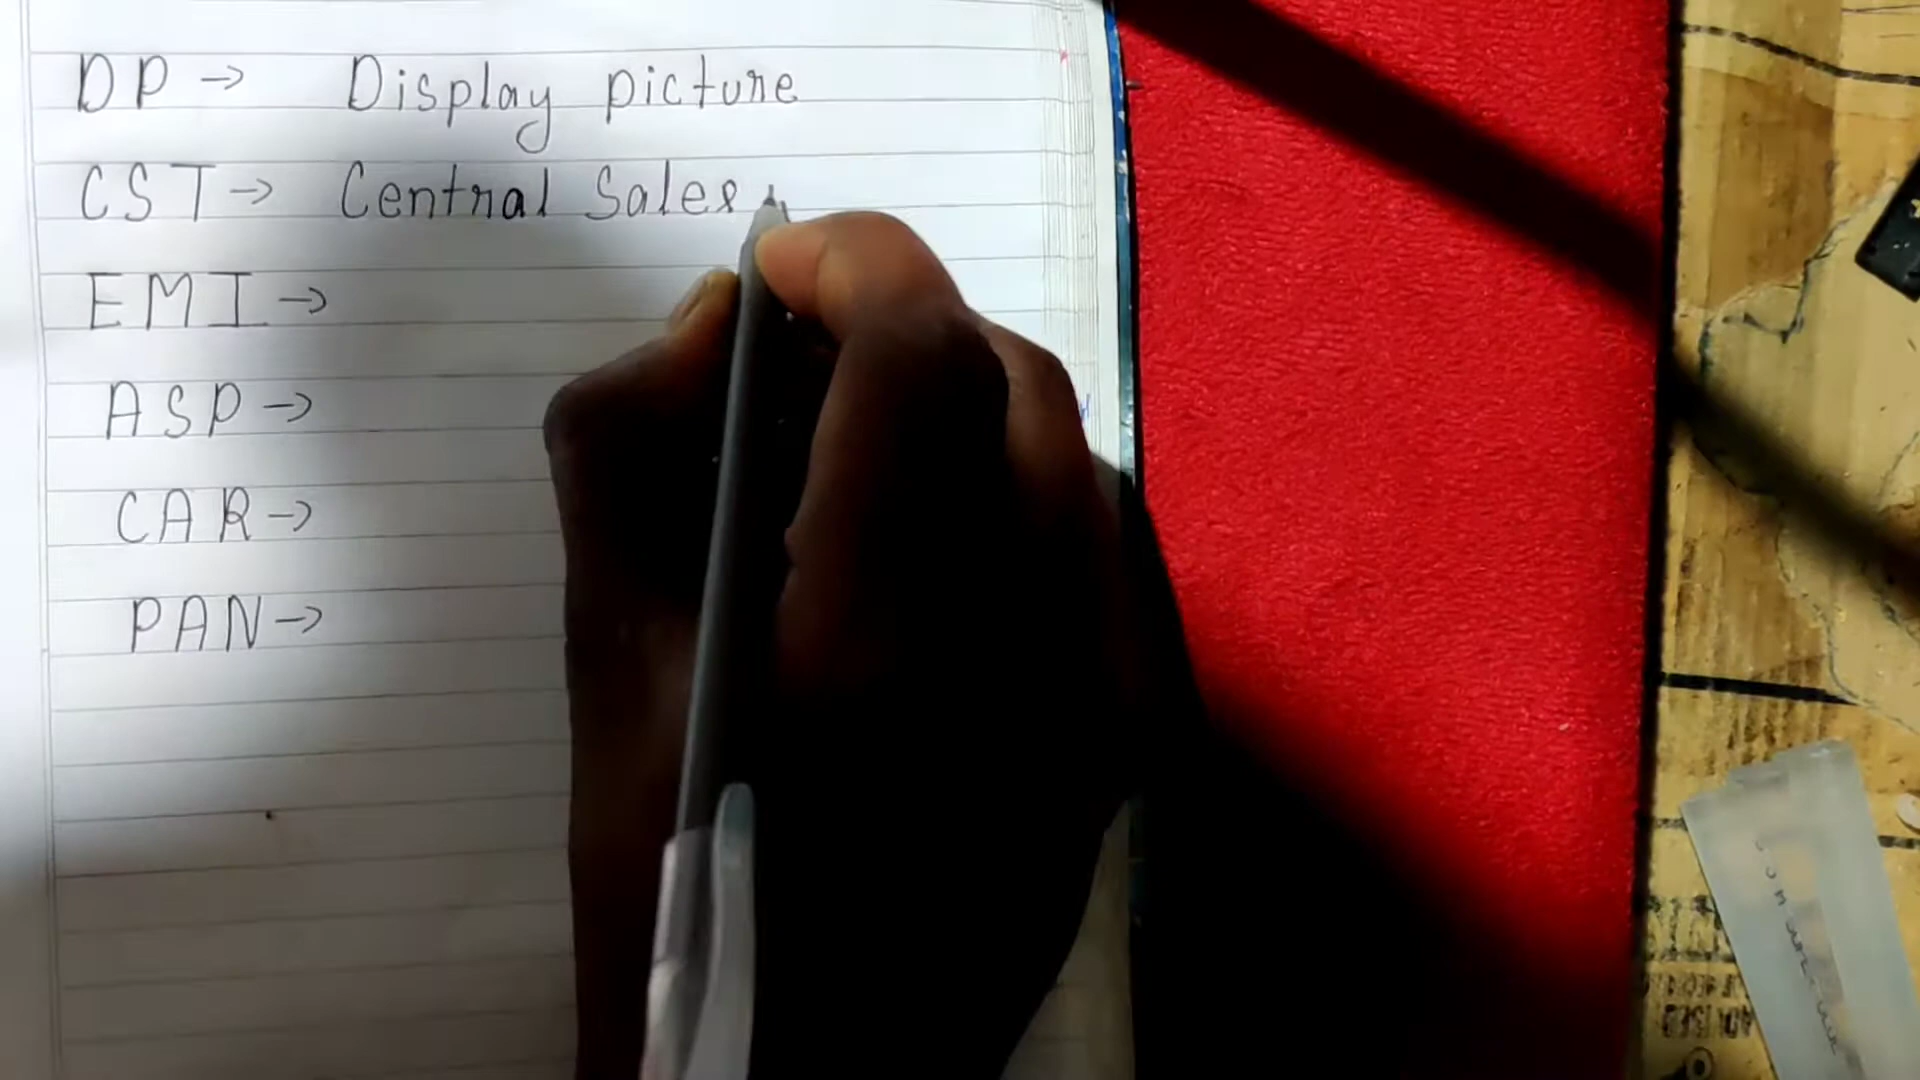 DP → Display picture
CST → Central Sales
EMI →
ASP →
CAR →
PAN →